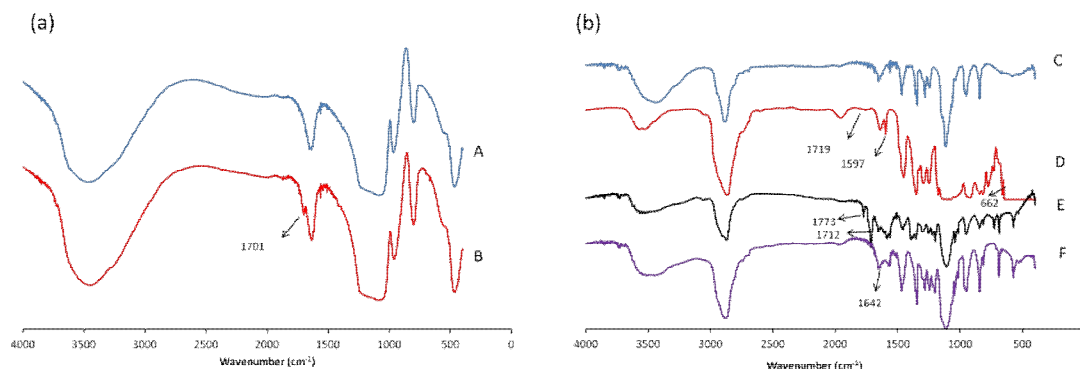 (a)
A
B
1701
4000 3500 3000 2500 2000 1500 1000 500 0
Wavenumber (cm-1)
(b)
C
D
E
F
1719
1597
662
1773
1712
1642
4000 3500 3000 2500 2000 1500 1000 500
Wavenumber (cm-1)